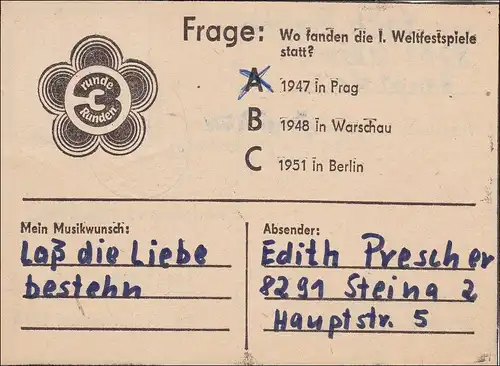 Frage: Wo fanden die I. Weltfestspiele
statt?
A 1947 in Prag
B 1948 in Warschau
C 1951 in Berlin
runde
3
Runden
Mein Musikwunsch:
Laß die Liebe
bestehn
Absender:
Edith Prescher
8291 Steina 2
Hauptstr. 5